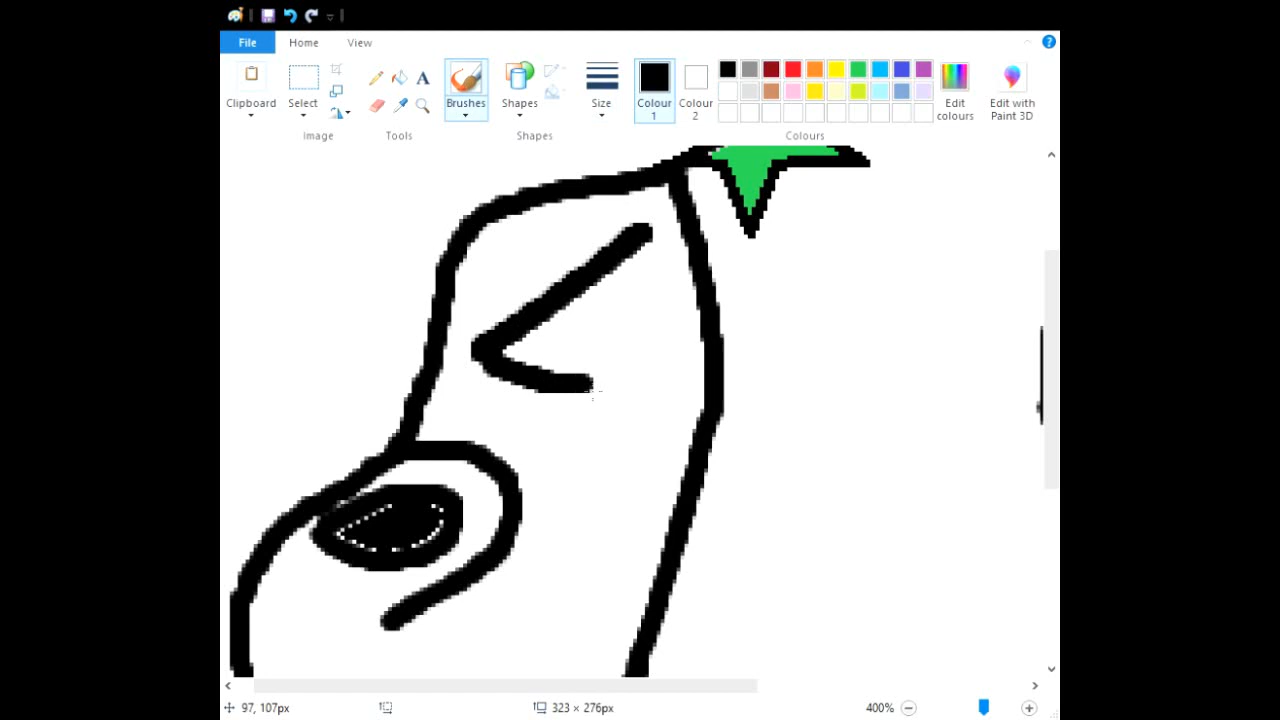 File Home View
Clipboard Select Brushes Shapes Size Colour 1 Colour 2 Edit colours Edit with Paint 3D
Image Tools Shapes Colours
97, 107px 323 × 276px 400%